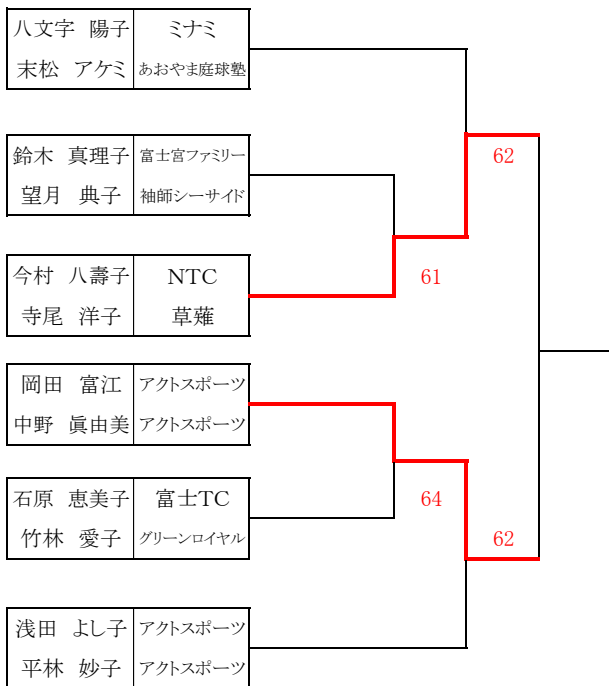 八文字 陽子 ミナミ
末松 アケミ あおやま庭球塾
62
鈴木 真理子 富士宮ファミリー
望月 典子 袖師シーサイド
今村 八壽子 NTC
61
寺尾 洋子 草薙
岡田 富江 アクトスポーツ
中野 眞由美 アクトスポーツ
石原 恵美子 富士TC
64
竹林 愛子 グリーンロイヤル
62
浅田 よし子 アクトスポーツ
平林 妙子 アクトスポーツ